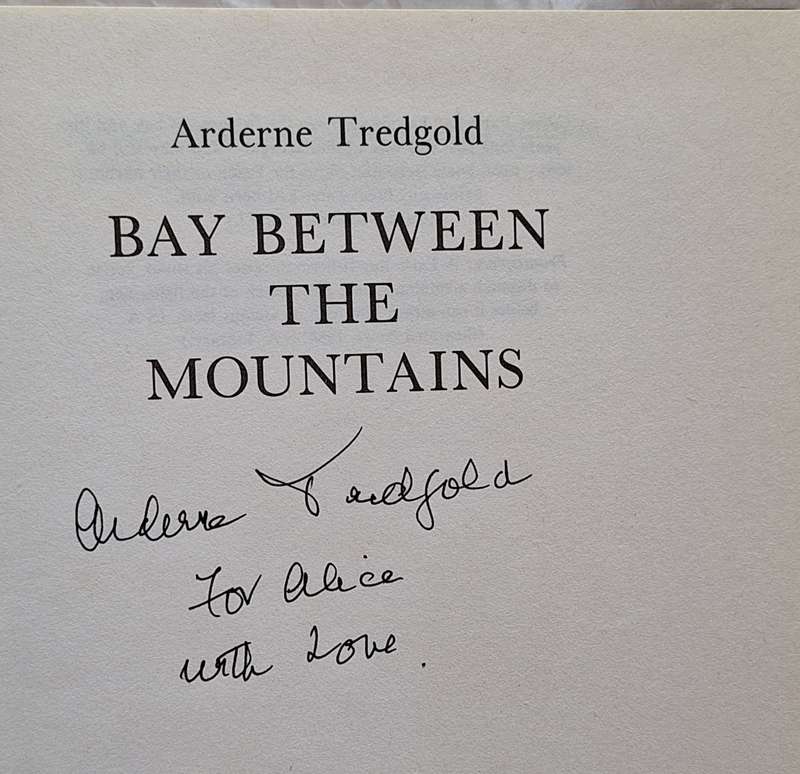 Arderne Tredgold
BAY BETWEEN
THE
MOUNTAINS
Arderne Tredgold
For Alice
with Love.